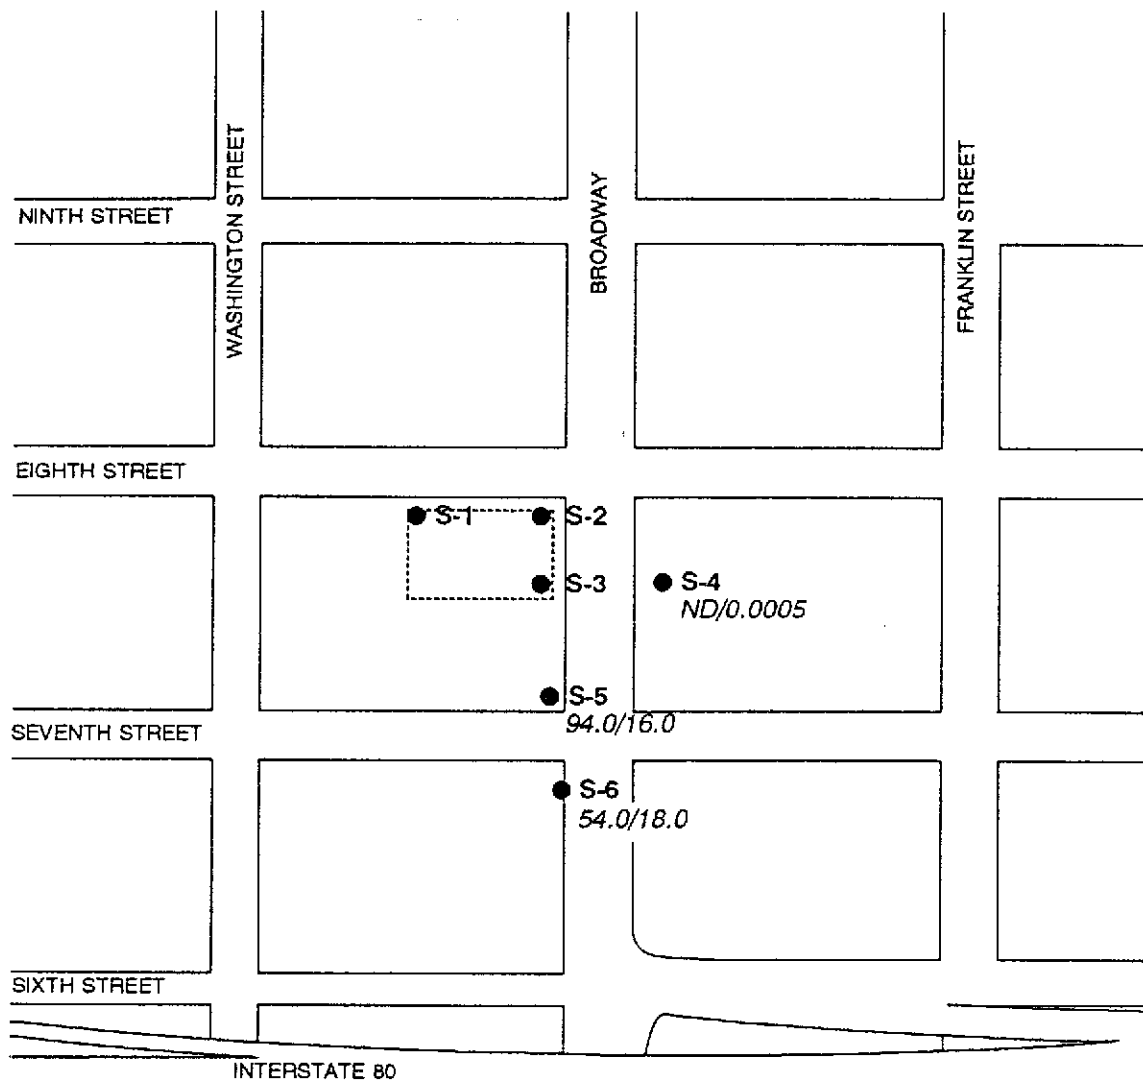 NINTH STREET
WASHINGTON STREET
BROADWAY
FRANKLIN STREET
EIGHTH STREET
S-1
S-2
S-3
S-4
ND/0.0005
S-5
94.0/16.0
SEVENTH STREET
S-6
54.0/18.0
SIXTH STREET
INTERSTATE 80